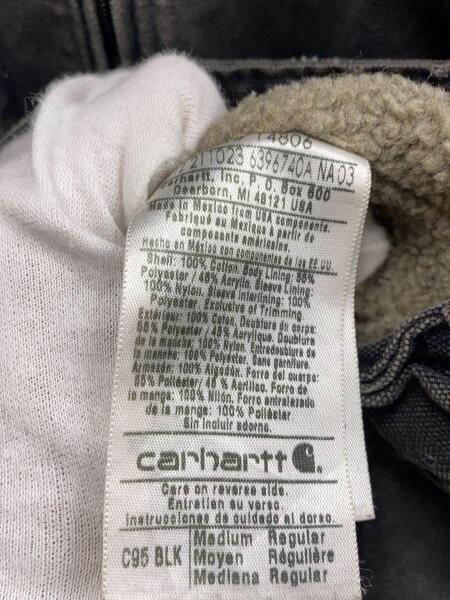 14806
211023 6396740A NA 03
Carhartt, Inc. P. O. Box 600
Dearborn, MI 48121 USA
Made in Mexico from USA components.
Fabriqué au Mexique à partir de
composants américains.
Hecho en México con componentes de los EE.UU.
Shell: 100% Cotton. Body Lining:
Polyester / 45% Acrylic. Sleeve Lining:
100% Nylon. Sleeve Interlining: 100%
Polyester. Exclusive of Trimming
Extérieur: 100% Coton. Doublure du corps:
Polyester / 45% Acrylique. Doublure
de la manche: 100% Nylon. Entredoublure de
la manche: 100% Polyester. Sans garniture.
Armazón: 100% Algodón. Forro del cuerpo:
Poliéster / 45% Acrílico. Forro de
la manga: 100% Nilón. Forro entrelazado
de la manga: 100% Poliéster
Sin incluir adorno.
carhartt
Care on reverse side.
Entretien au verso.
Instrucciones de cuidado al dorso.
C95 BLK
Medium Regular
Moyen Régulière
Mediana Regular